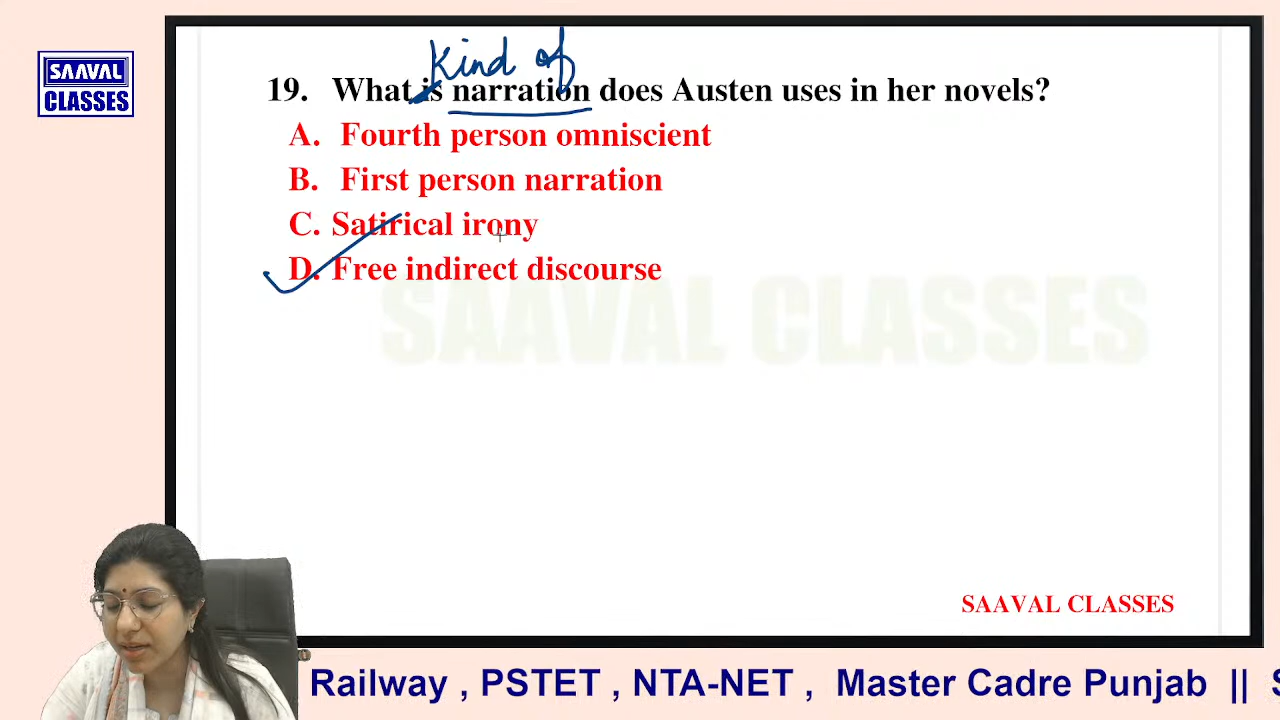 SAAVAL
CLASSES
Kind of
19. What is narration does Austen uses in her novels?
A. Fourth person omniscient
B. First person narration
C. Satirical irony
D. Free indirect discourse
SAAVAL CLASSES
SAAVAL CLASSES
Railway , PSTET , NTA-NET , Master Cadre Punjab || S